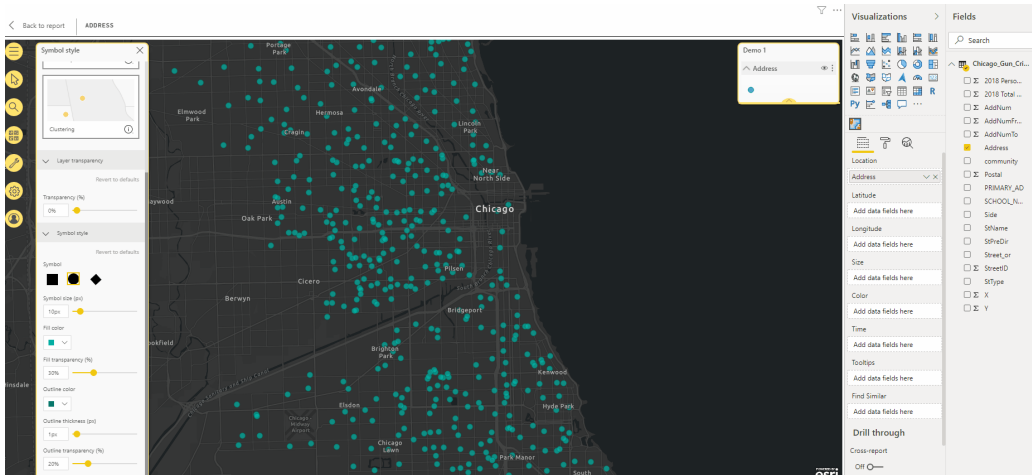 Back to report
ADDRESS
Symbol style
Clustering
Layer transparency
Revert to defaults
Transparency (%)
0%
Symbol style
Revert to defaults
Symbol
Symbol size (px)
10px
Fill color
Fill transparency (%)
30%
Outline color
Outline thickness (px)
1px
Outline transparency (%)
20%
Portage
Park
Avondale
Elmwood
Park
Hermosa
Cragin
Lincoln
Park
Near
North Side
Austin
Oak Park
Chicago
Cicero
Pilsen
Berwyn
Bridgeport
Brighton
Park
Kenwood
Hyde Park
Elsdon
Chicago
Midway
Airport
Chicago
Lawn
Park Manor
South
Demo 1
Address
esri
Visualizations
R
Py
Location
Address
Latitude
Add data fields here
Longitude
Add data fields here
Size
Add data fields here
Color
Add data fields here
Time
Add data fields here
Tooltips
Add data fields here
Find Similar
Add data fields here
Drill through
Cross-report
Off
Fields
Search
Chicago_Gun_Cri...
Σ 2018 Perso...
Σ 2018 Total ...
Σ AddNum
Σ AddNumFr...
Σ AddNumTo
Address
community
Σ Postal
PRIMARY_AD
SCHOOL_N...
Side
StName
StPreDir
Street_or
Σ StreetID
StType
Σ X
Σ Y